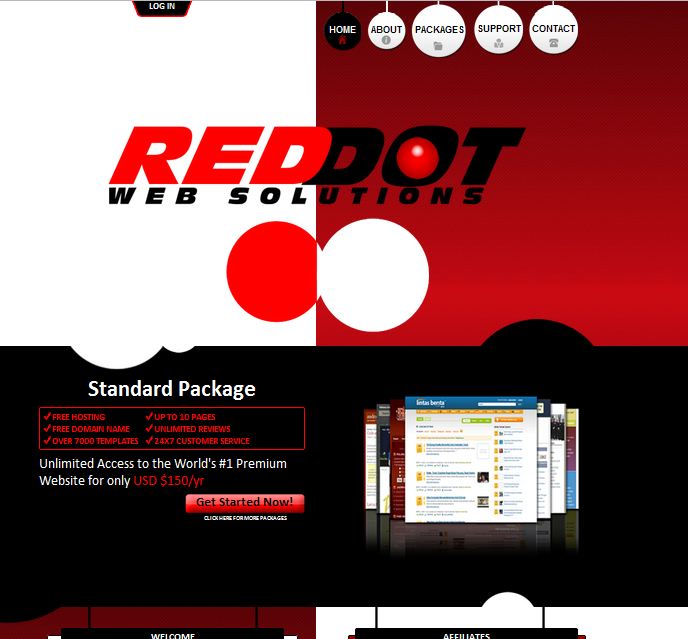 LOG IN
HOME
ABOUT
PACKAGES
SUPPORT
CONTACT
REDDOT
WEB SOLUTIONS
Standard Package
FREE HOSTING
UP TO 10 PAGES
FREE DOMAIN NAME
UNLIMITED REVIEWS
OVER 7000 TEMPLATES
24X7 CUSTOMER SERVICE
Unlimited Access to the World's #1 Premium
Website for only USD $150/yr
Get Started Now!
CLICK HERE FOR MORE PACKAGES
lintas berita
WELCOME
AFFILIATES